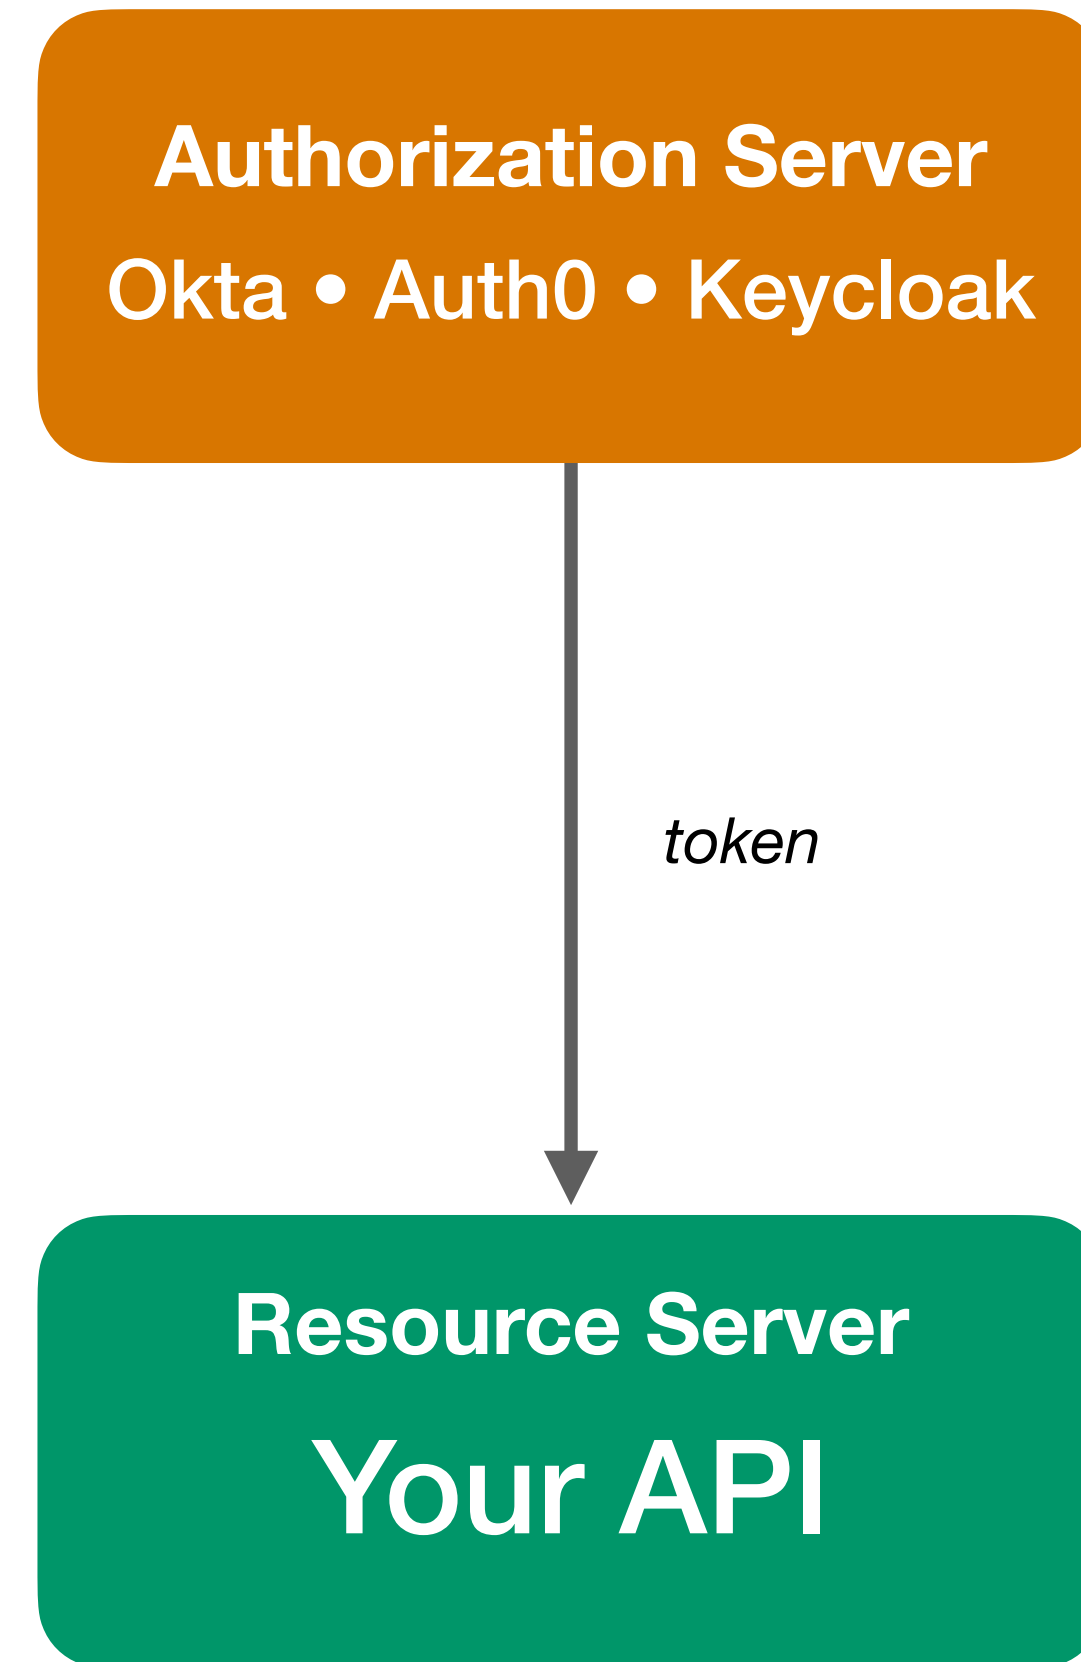 Authorization Server
Okta • Auth0 • Keycloak
token
Resource Server
Your API